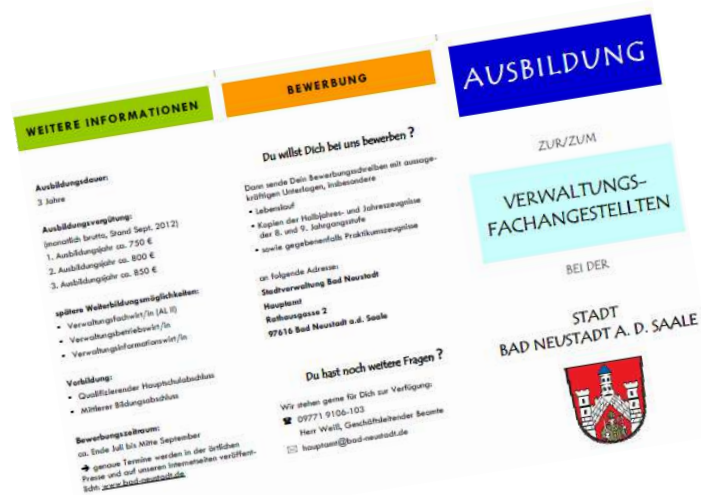 WEITERE INFORMATIONEN
Ausbildungsdauer:
3 Jahre
Ausbildungsvergütung:
(monatlich brutto, Stand Sept. 2012)
1. Ausbildungsjahr ca. 750 €
2. Ausbildungsjahr ca. 800 €
3. Ausbildungsjahr ca. 850 €
spätere Weiterbildungsmöglichkeiten:
• Verwaltungsfachwirt/in (AL II)
• Verwaltungsbetriebswirt/in
• Verwaltungsinformationswirt/in
Vorbildung:
• Qualifizierender Hauptschulabschluss
• Mittlerer Bildungsabschluss
Bewerbungszeitraum:
ca. Ende Juli bis Mitte September
➔ genaue Termine werden in der örtlichen
Presse und auf unseren Internetseiten veröffent-
licht: www.bad-neustadt.de
BEWERBUNG
Du willst Dich bei uns bewerben ?
Dann sende Dein Bewerbungsschreiben mit aussage-
kräftigen Unterlagen, insbesondere
• Lebenslauf
• Kopien der Halbjahres- und Jahreszeugnisse
der 8. und 9. Jahrgangsstufe
• sowie gegebenenfalls Praktikumszeugnisse
an folgende Adresse:
Stadtverwaltung Bad Neustadt
Hauptamt
Rathausgasse 2
97616 Bad Neustadt a.d. Saale
Du hast noch weitere Fragen ?
Wir stehen gerne für Dich zur Verfügung:
☎ 09771 9106-103
Herr Weiß, Geschäftsleitender Beamte
✉ hauptamt@bad-neustadt.de
AUSBILDUNG
ZUR/ZUM
VERWALTUNGS-
FACHANGESTELLTEN
BEI DER
STADT
BAD NEUSTADT A. D. SAALE